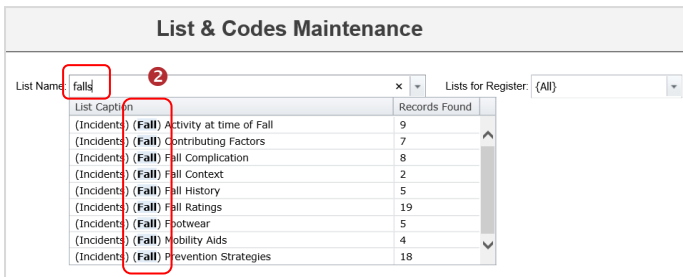 List & Codes Maintenance
2
List Name: falls × Lists for Register: {All}
List Caption Records Found
(Incidents) (Fall) Activity at time of Fall 9
(Incidents) (Fall) Contributing Factors 7
(Incidents) (Fall) Fall Complication 8
(Incidents) (Fall) Fall Context 2
(Incidents) (Fall) Fall History 5
(Incidents) (Fall) Fall Ratings 19
(Incidents) (Fall) Footwear 5
(Incidents) (Fall) Mobility Aids 4
(Incidents) (Fall) Prevention Strategies 18